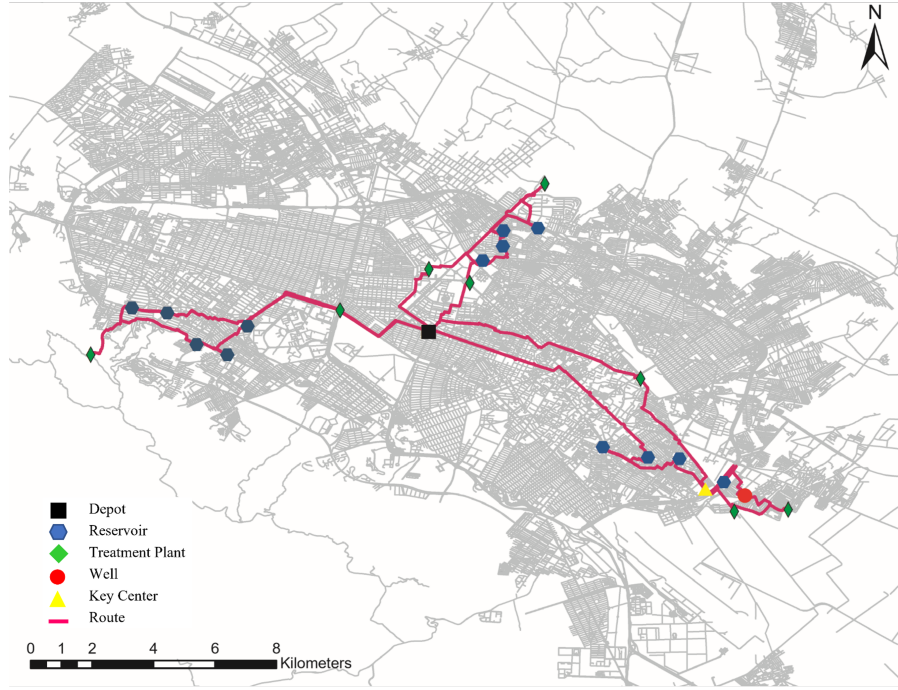 N
Depot
Reservoir
Treatment Plant
Well
Key Center
Route
0 1 2 4 6 8
Kilometers